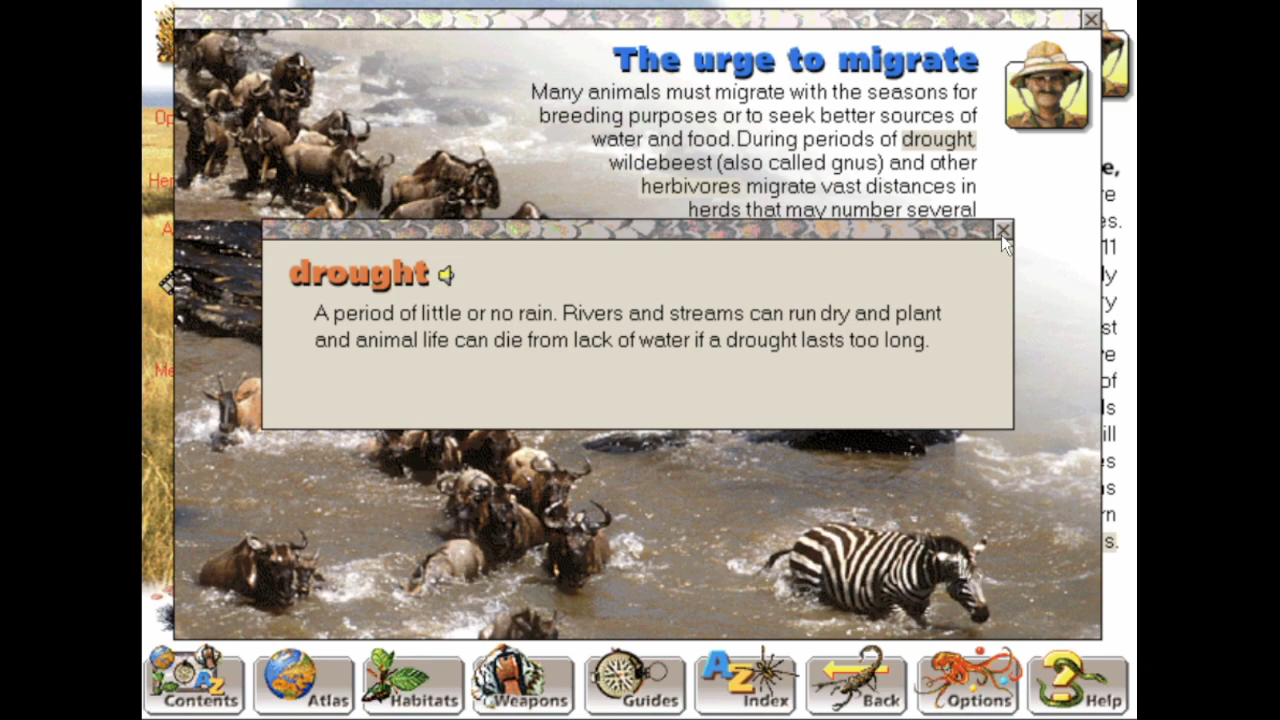 The urge to migrate
Many animals must migrate with the seasons for
breeding purposes or to seek better sources of
water and food. During periods of drought,
wildebeest (also called gnus) and other
herbivores migrate vast distances in
herds that may number several
drought
A period of little or no rain. Rivers and streams can run dry and plant
and animal life can die from lack of water if a drought lasts too long.
Contents
Atlas
Habitats
Weapons
Guides
AZ Index
Back
Options
Help